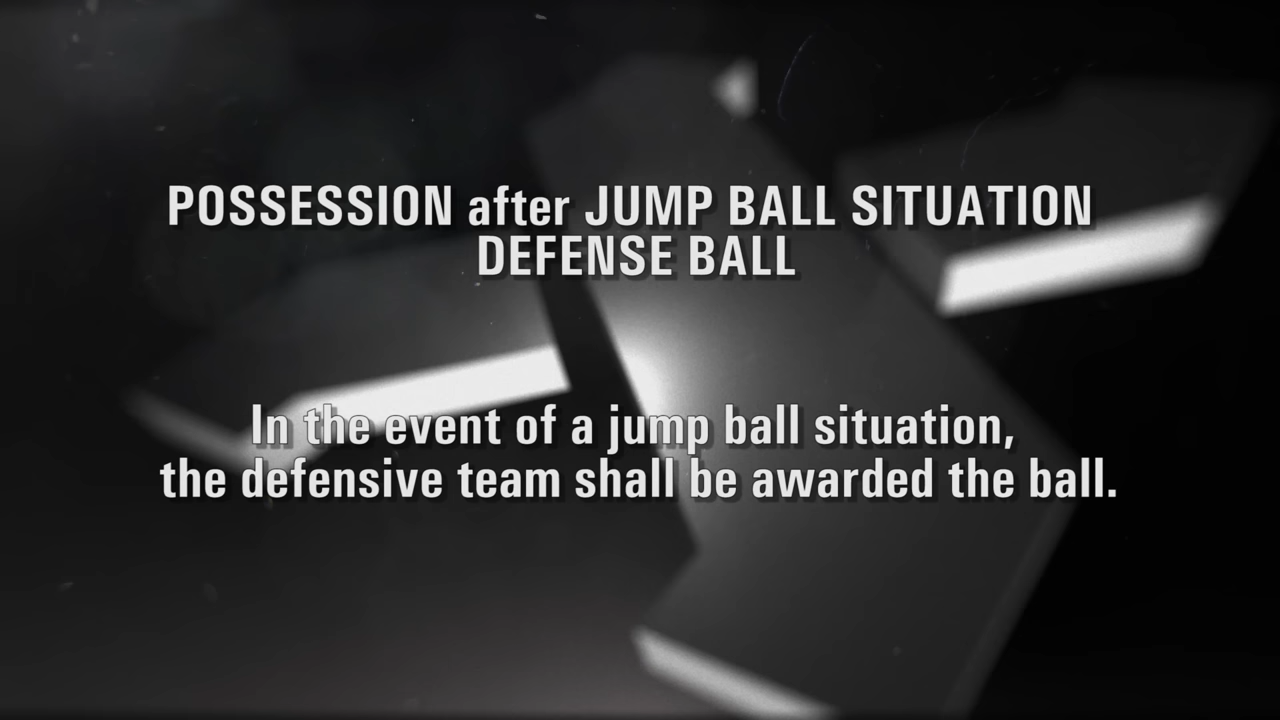 POSSESSION after JUMP BALL SITUATION
DEFENSE BALL
In the event of a jump ball situation,
the defensive team shall be awarded the ball.